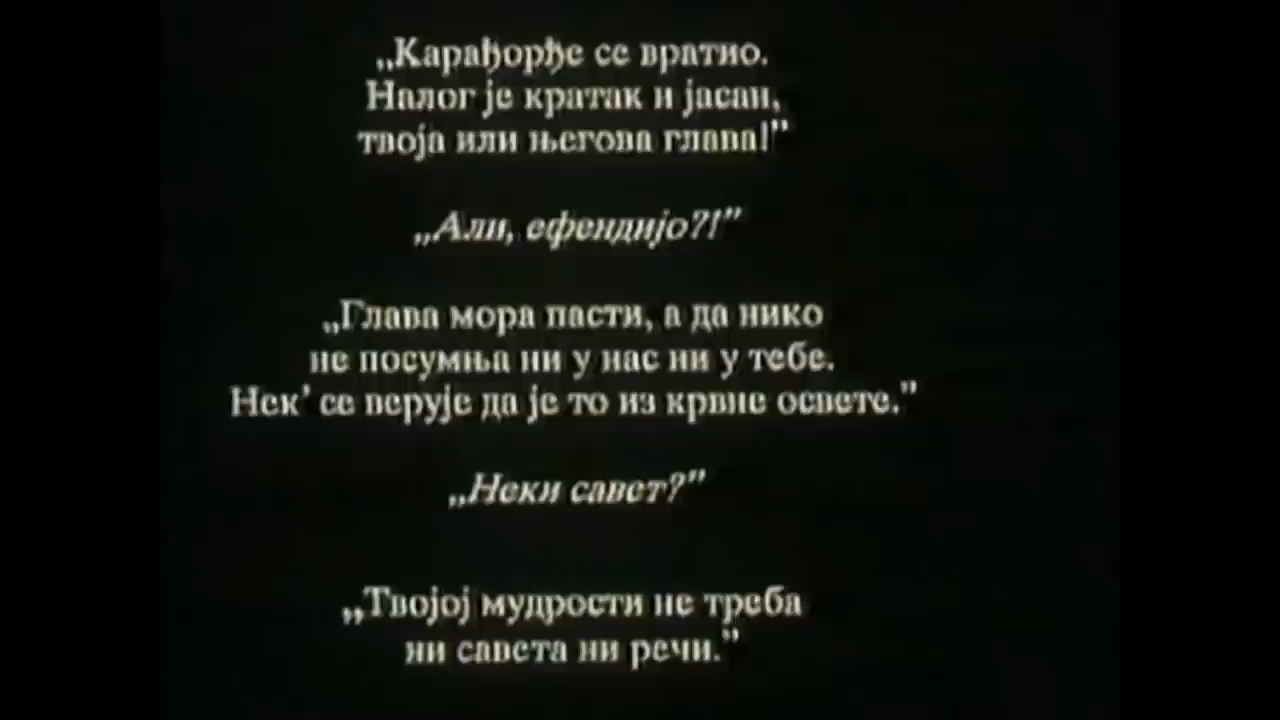 „Карађорђе се вратио.
Налог је кратак и јасан,
твоја или његова глава!”
„Али, ефендијо?!”
„Глава мора пасти, а да нико
не посумња ни у нас ни у тебе.
Нек’ се верује да је то из крвне освете.”
„Неки савет?”
„Твојој мудрости не треба
ни савета ни речи.”